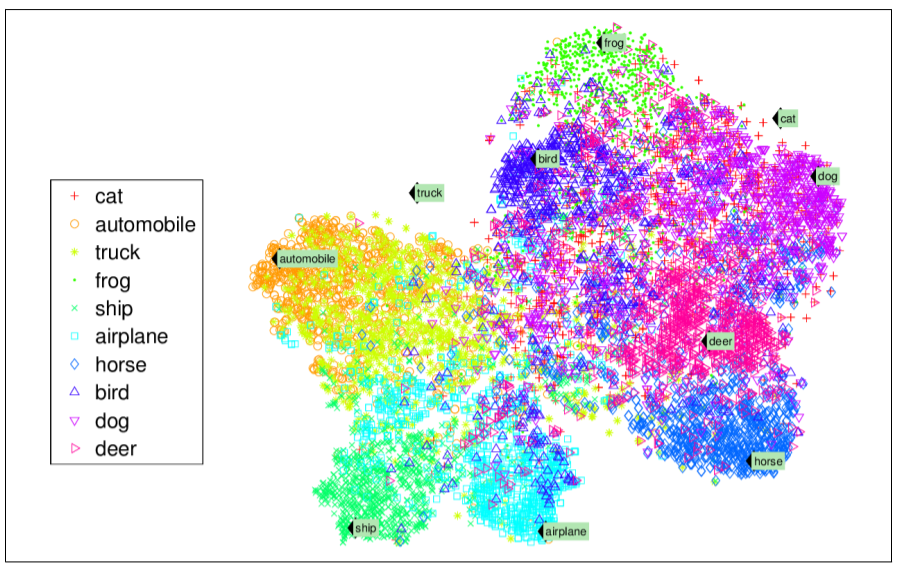 frog
cat
bird
dog
truck
cat
automobile
truck
frog
ship
airplane
horse
bird
dog
deer
automobile
deer
horse
ship
airplane